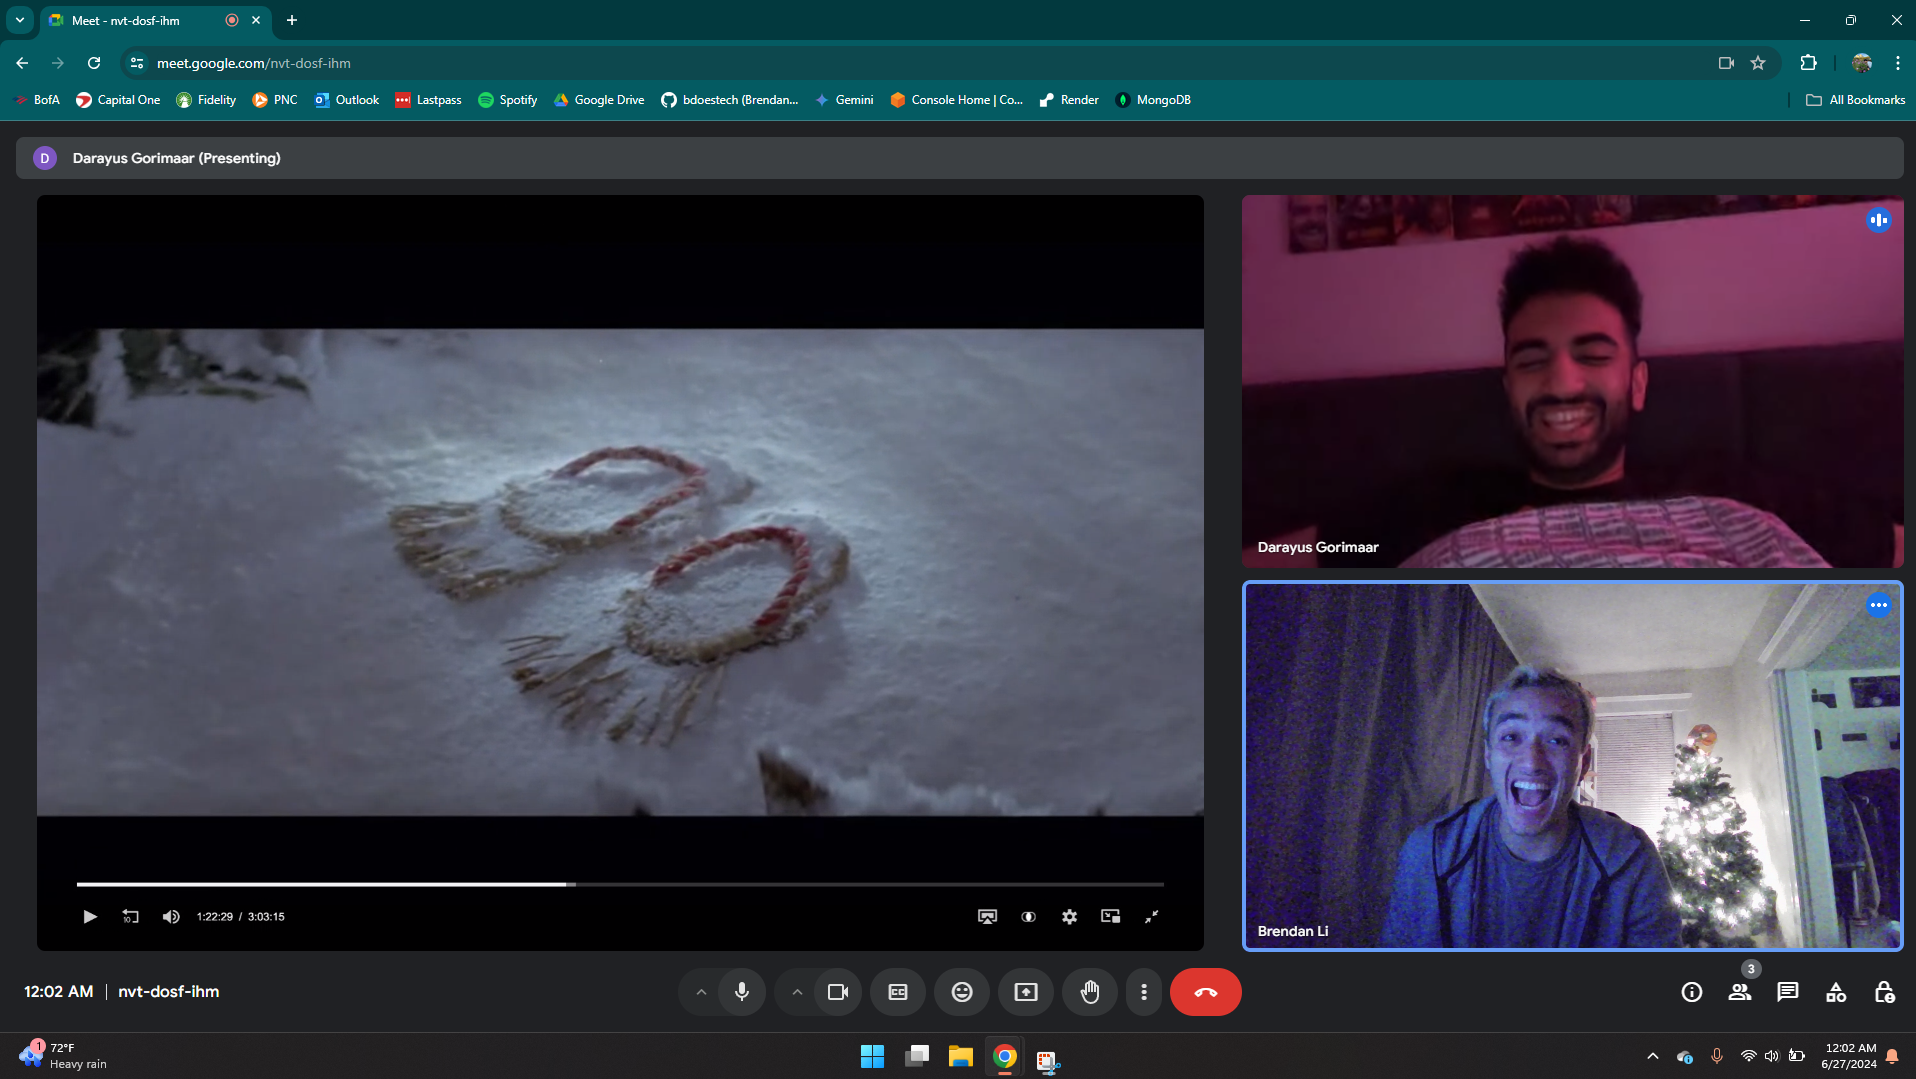 Meet - nvt-dosf-ihm
meet.google.com/nvt-dosf-ihm
BofA
Capital One
Fidelity
PNC
Outlook
Lastpass
Spotify
Google Drive
bdoestech (Brendan...
Gemini
Console Home | Co...
Render
MongoDB
All Bookmarks
D
Darayus Gorimaar (Presenting)
Darayus Gorimaar
Brendan Li
10
1:22:29 / 3:03:15
12:02 AM | nvt-dosf-ihm
CC
3
1
72°F
Heavy rain
12:02 AM
6/27/2024